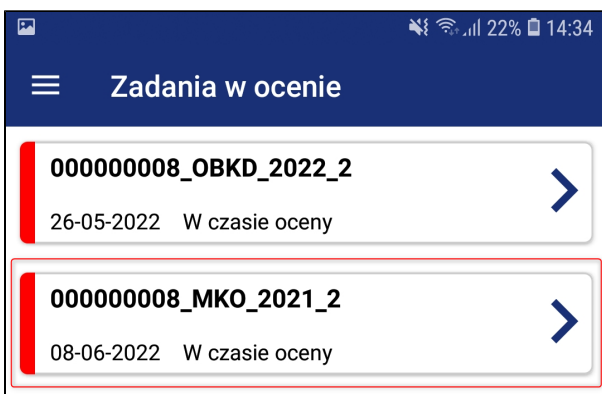 22% 14:34
Zadania w ocenie
000000008_OBKD_2022_2
26-05-2022 W czasie oceny
000000008_MKO_2021_2
08-06-2022 W czasie oceny